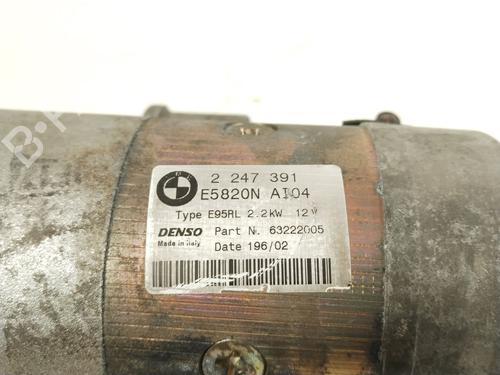 2 247 391
E5820N AI04
Type E95RL 2.2kW 12V
DENSO Part N. 63222005
Made in Italy Date 196/02